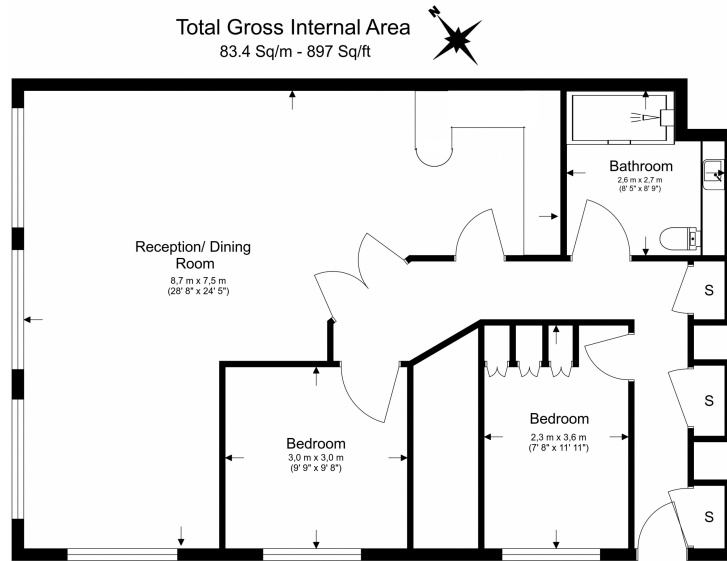 Total Gross Internal Area
83.4 Sq/m - 897 Sq/ft
N
Bathroom
2,6 m x 2,7 m
(8' 5" x 8' 9")
Reception/ Dining
Room
8,7 m x 7,5 m
(28' 8" x 24' 5")
S
Bedroom
2,3 m x 3,6 m
(7' 8" x 11' 11")
S
Bedroom
3,0 m x 3,0 m
(9' 9" x 9' 8")
S